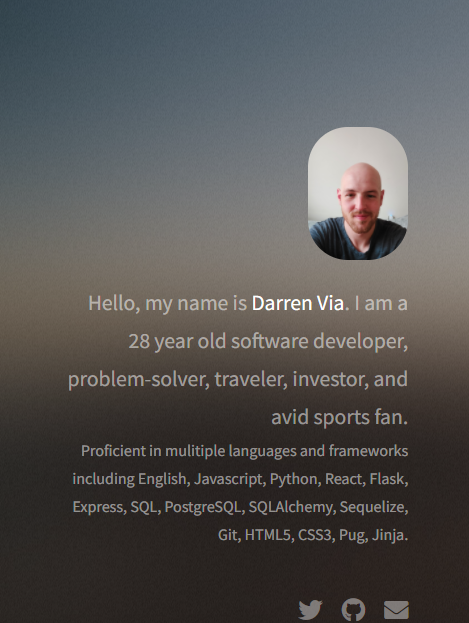 Hello, my name is Darren Via. I am a
28 year old software developer,
problem-solver, traveler, investor, and
avid sports fan.
Proficient in mulitiple languages and frameworks
including English, Javascript, Python, React, Flask,
Express, SQL, PostgreSQL, SQLAlchemy, Sequelize,
Git, HTML5, CSS3, Pug, Jinja.